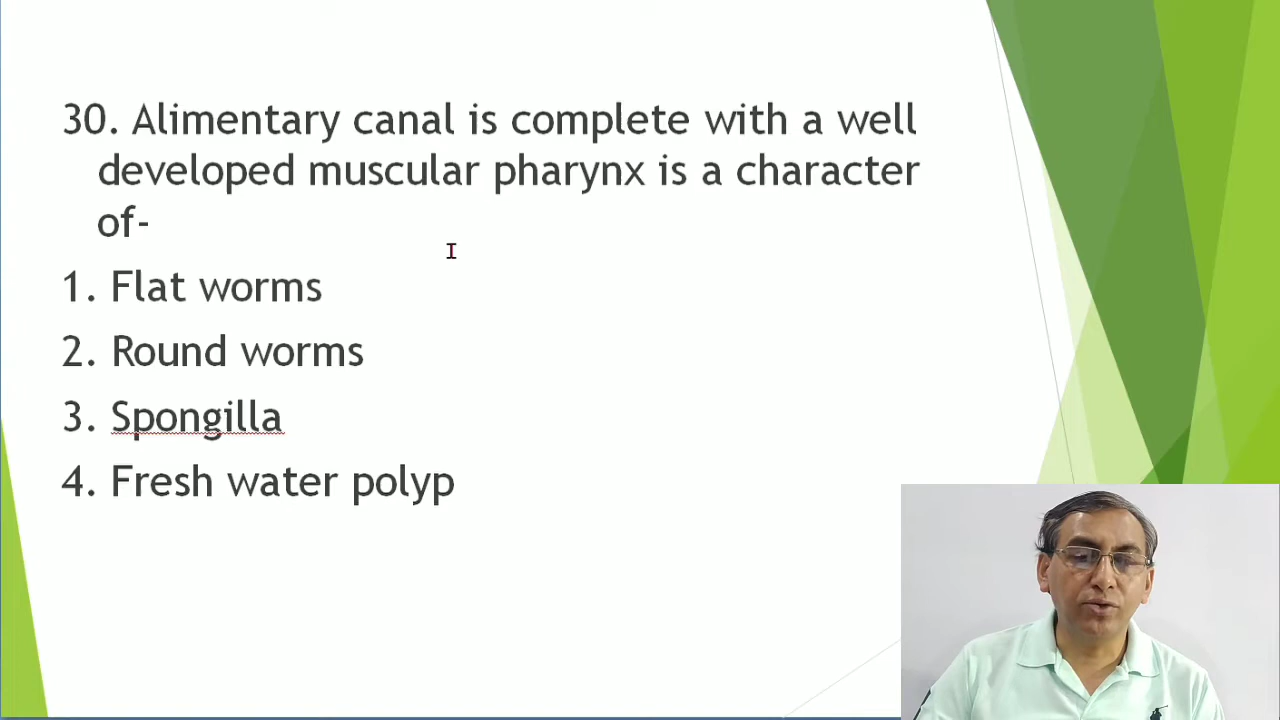 30. Alimentary canal is complete with a well
developed muscular pharynx is a character
of-
1. Flat worms
2. Round worms
3. Spongilla
4. Fresh water polyp